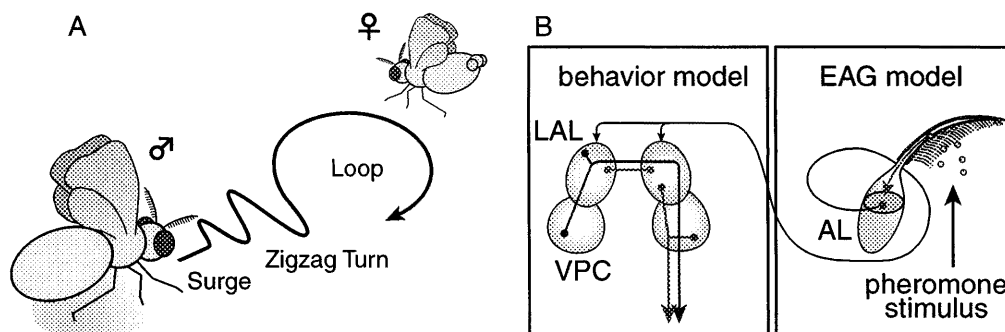 A
♂
♀
Loop
Zigzag Turn
Surge
B
behavior model
LAL
VPC
EAG model
AL
pheromone
stimulus